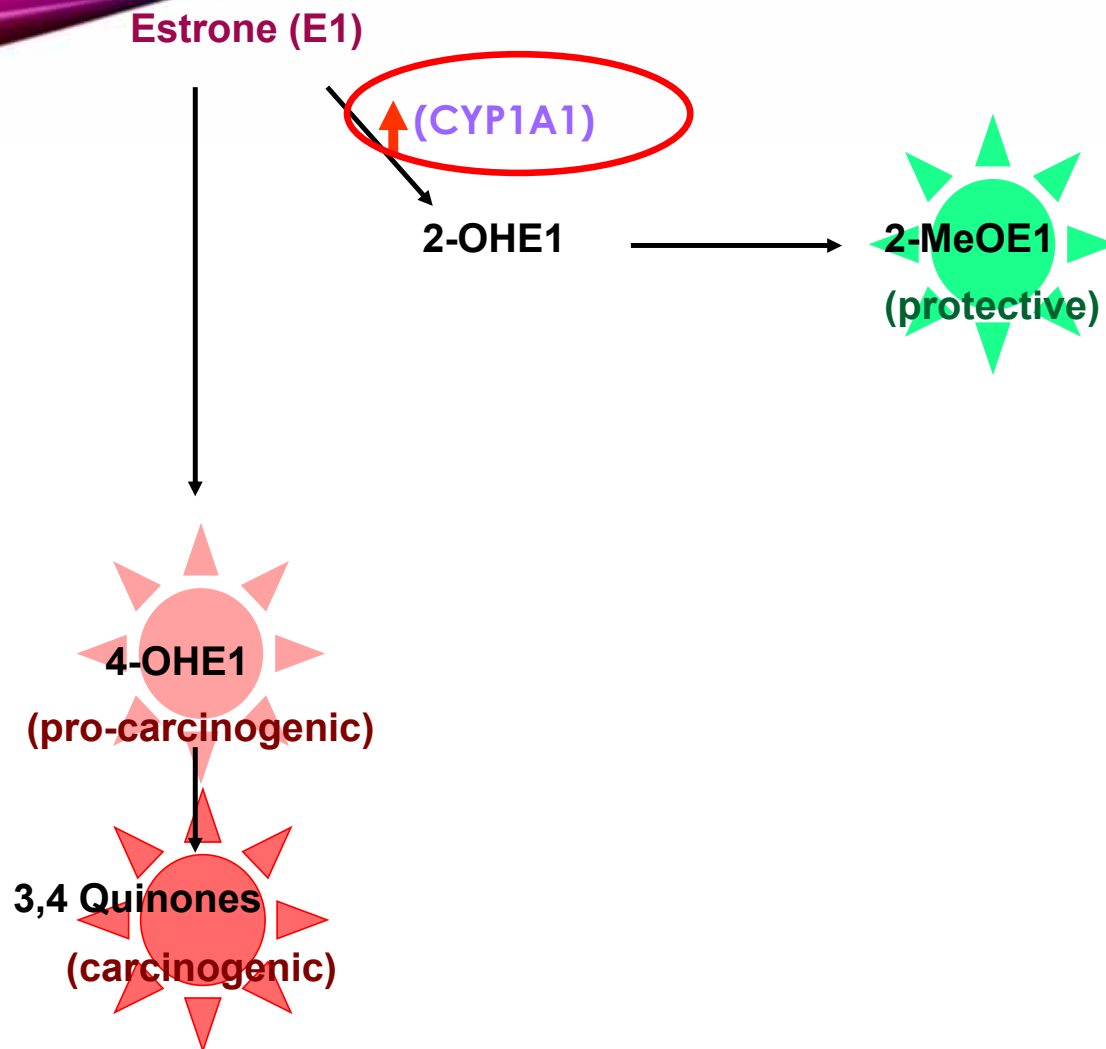 Estrone (E1)
(CYP1A1)
2-OHE1
2-MeOE1
(protective)
4-OHE1
(pro-carcinogenic)
3,4 Quinones
(carcinogenic)